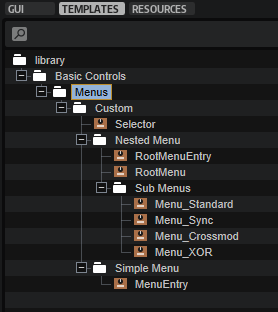 GUI TEMPLATES RESOURCES
library
Basic Controls
Menus
Custom
Selector
Nested Menu
RootMenuEntry
RootMenu
Sub Menus
Menu_Standard
Menu_Sync
Menu_Crossmod
Menu_XOR
Simple Menu
MenuEntry